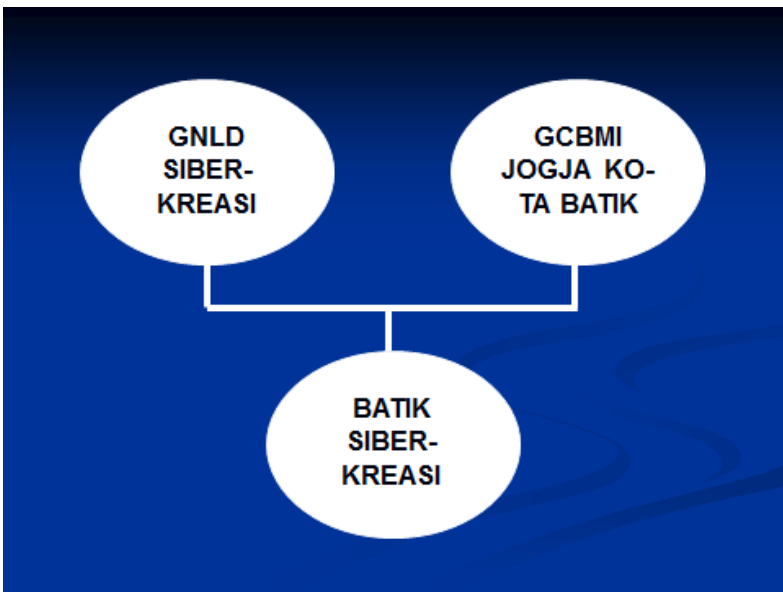 GNLD
SIBER-
KREASI
GCBMI
JOGJA KO-
TA BATIK
BATIK
SIBER-
KREASI